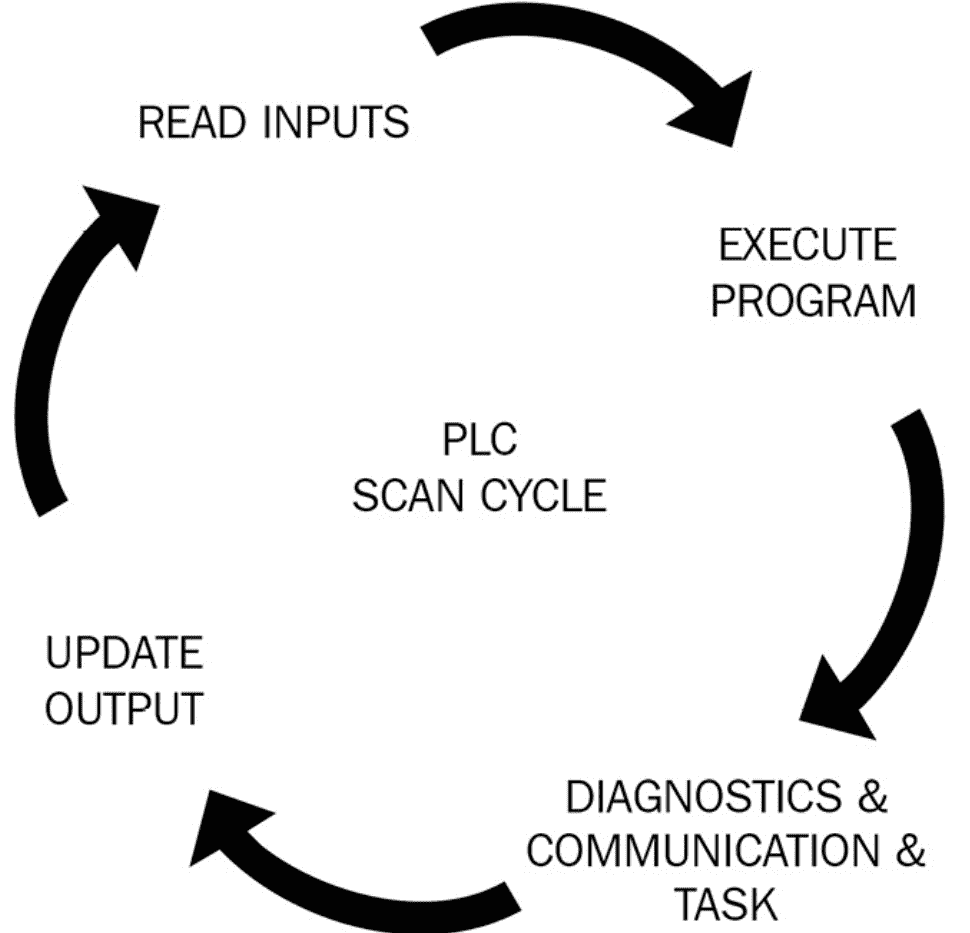 READ INPUTS
EXECUTE
PROGRAM
PLC
SCAN CYCLE
UPDATE
OUTPUT
DIAGNOSTICS &
COMMUNICATION &
TASK